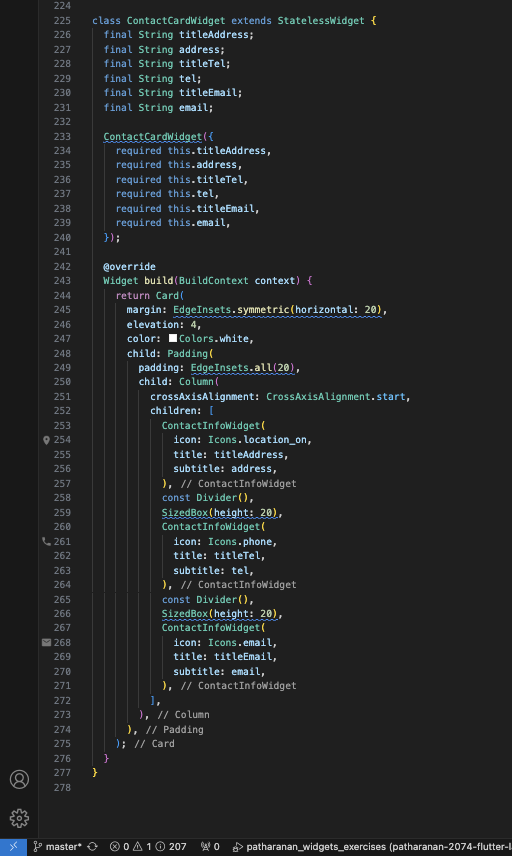 224
225 class ContactCardWidget extends StatelessWidget {
226 final String titleAddress;
227 final String address;
228 final String titleTel;
229 final String tel;
230 final String titleEmail;
231 final String email;
232
233 ContactCardWidget({
234 required this.titleAddress,
235 required this.address,
236 required this.titleTel,
237 required this.tel,
238 required this.titleEmail,
239 required this.email,
240 });
241
242 @override
243 Widget build(BuildContext context) {
244 return Card(
245 margin: EdgeInsets.symmetric(horizontal: 20),
246 elevation: 4,
247 color: Colors.white,
248 child: Padding(
249 padding: EdgeInsets.all(20),
250 child: Column(
251 crossAxisAlignment: CrossAxisAlignment.start,
252 children: [
253 ContactInfoWidget(
254 icon: Icons.location_on,
255 title: titleAddress,
256 subtitle: address,
257 ), // ContactInfoWidget
258 const Divider(),
259 SizedBox(height: 20),
260 ContactInfoWidget(
261 icon: Icons.phone,
262 title: titleTel,
263 subtitle: tel,
264 ), // ContactInfoWidget
265 const Divider(),
266 SizedBox(height: 20),
267 ContactInfoWidget(
268 icon: Icons.email,
269 title: titleEmail,
270 subtitle: email,
271 ), // ContactInfoWidget
272 ],
273 ), // Column
274 ), // Padding
275 ); // Card
276 }
277 }
278
master* 0 1 207 0 patharanan_widgets_exercises (patharanan-2074-flutter-l